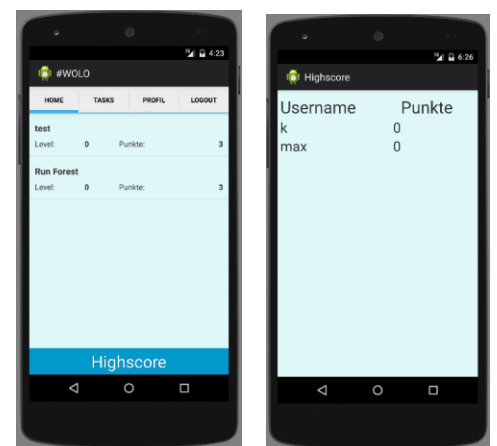 4:23
#WOLO
HOME TASKS PROFIL LOGOUT
test
Level: 0 Punkte: 3
Run Forest
Level: 0 Punkte: 3
Highscore
6:26
Highscore
Username Punkte
k 0
max 0